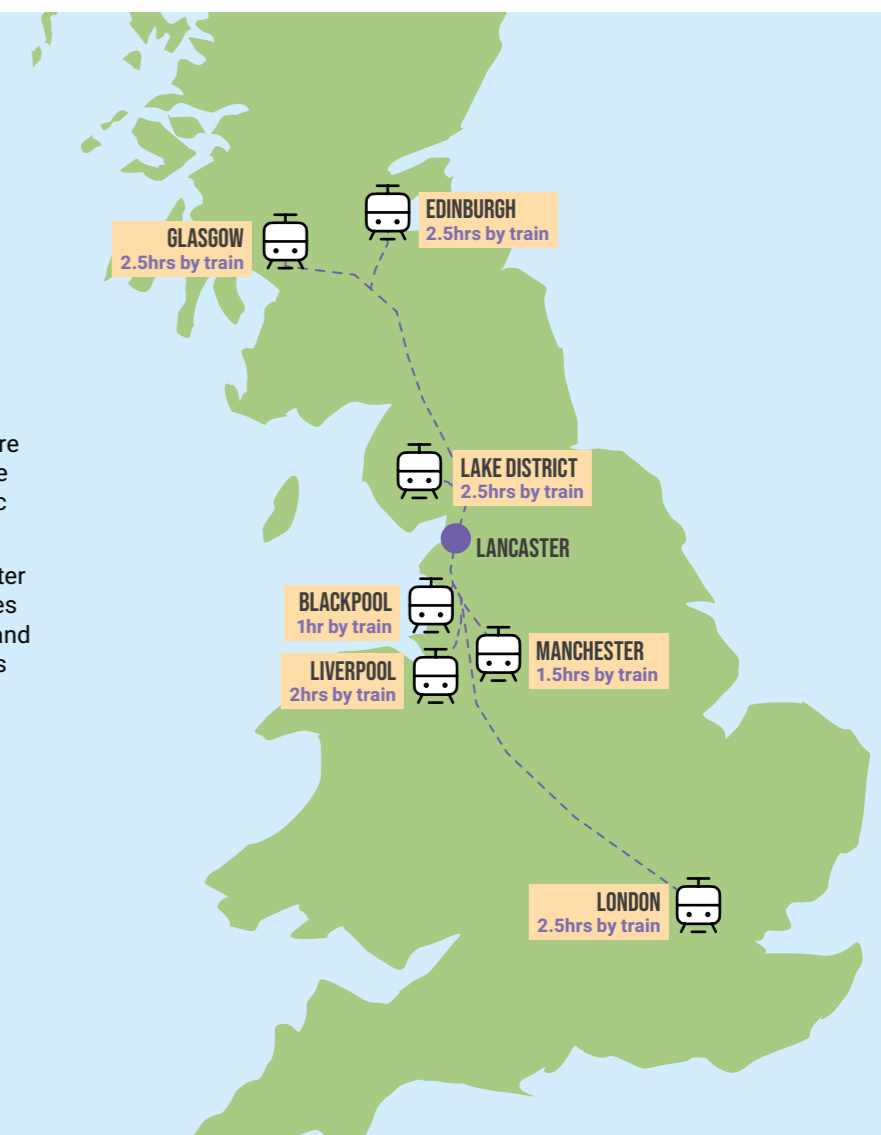 EDINBURGH
2.5hrs by train
GLASGOW
2.5hrs by train
LAKE DISTRICT
2.5hrs by train
LANCASTER
BLACKPOOL
1hr by train
MANCHESTER
1.5hrs by train
LIVERPOOL
2hrs by train
LONDON
2.5hrs by train
and